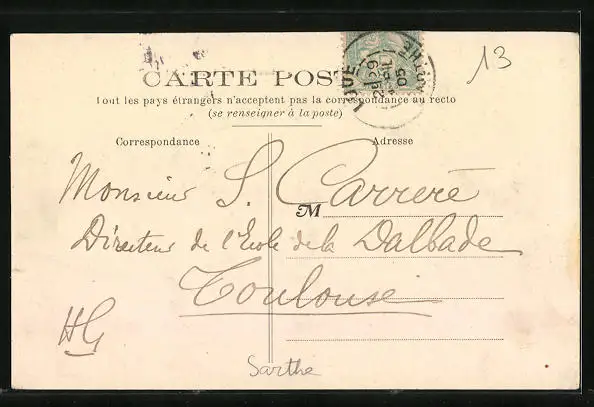 13
CARTE POST
Tout les pays étrangers n'acceptent pas la correspondance au recto
(se renseigner à la poste)
Correspondance
Adresse
Monsieur S. Carrere
M
Directeur de l'Ecole de la Dalbade
Toulouse
HG
Sarthe